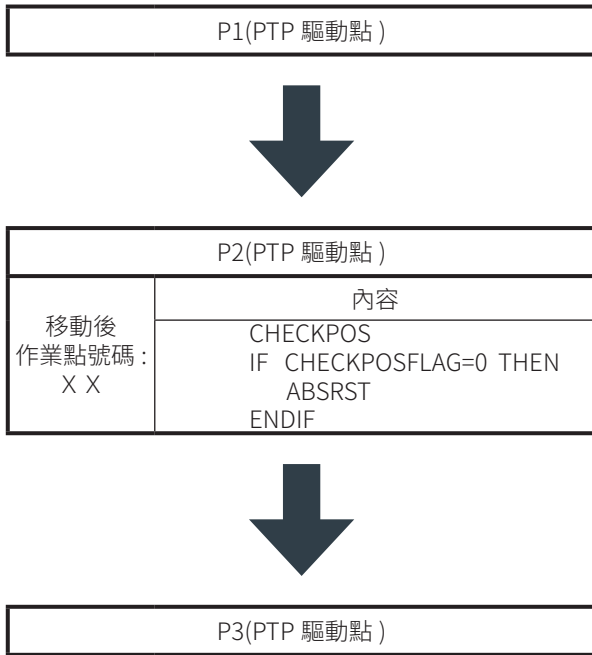 P1(PTP 驅動點 )
P2(PTP 驅動點 )
移動後
作業點號碼 :
X X
內容
CHECKPOS
IF CHECKPOSFLAG=0 THEN
ABSRST
ENDIF
P3(PTP 驅動點 )